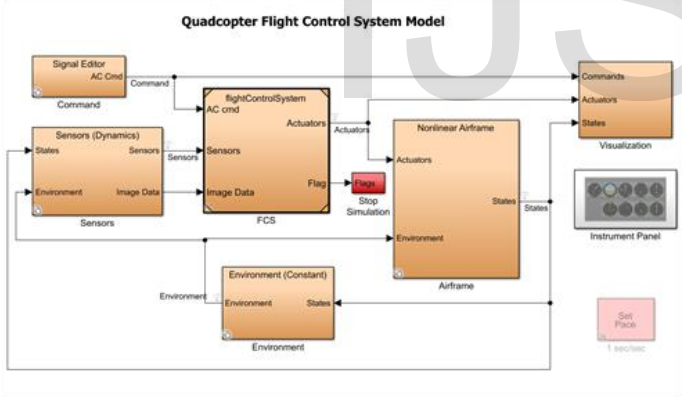 Quadcopter Flight Control System Model
IJS
Signal Editor
AC Cmd
Command
Command
flightControlSystem
AC cmd
Actuators
Actuators
Sensors
Image Data
Flag
FCS
Flags
Stop
Simulation
Sensors (Dynamics)
States
Sensors
Sensors
Environment
Image Data
Sensors
Nonlinear Airframe
Actuators
States
States
Environment
Airframe
Commands
Actuators
States
Visualization
Instrument Panel
Environment (Constant)
Environment
Environment
States
Environment
Set
Pace
1 sec/sec